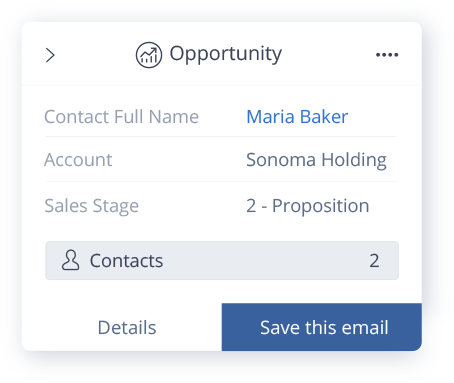 Opportunity
Contact Full Name Maria Baker
Account Sonoma Holding
Sales Stage 2 - Proposition
Contacts 2
Details Save this email